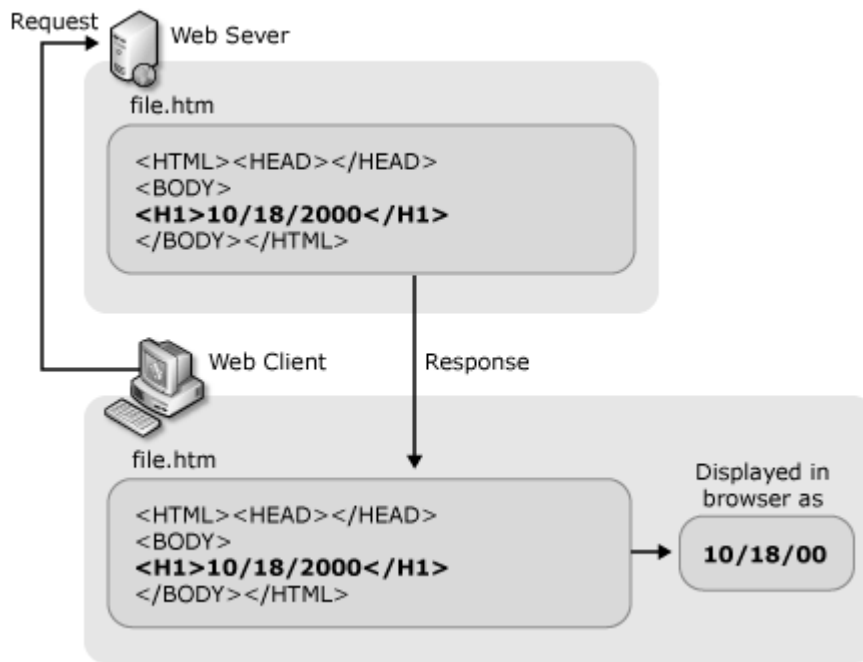 Request
Web Sever
file.htm
<HTML><HEAD></HEAD>
<BODY>
<H1>10/18/2000</H1>
</BODY></HTML>
Web Client
Response
file.htm
<HTML><HEAD></HEAD>
<BODY>
<H1>10/18/2000</H1>
</BODY></HTML>
Displayed in
browser as
10/18/00